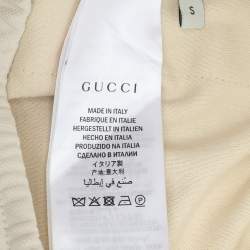 S
GUCCI
MADE IN ITALY
FABRIQUÉ EN ITALIE
HERGESTELLT IN ITALIEN
HECHO EN ITALIA
PRODUZIDO NA ITÁLIA
СДЕЛАНО В ИТАЛИИ
イタリア製
产地:意大利
صنع في إيطاليا